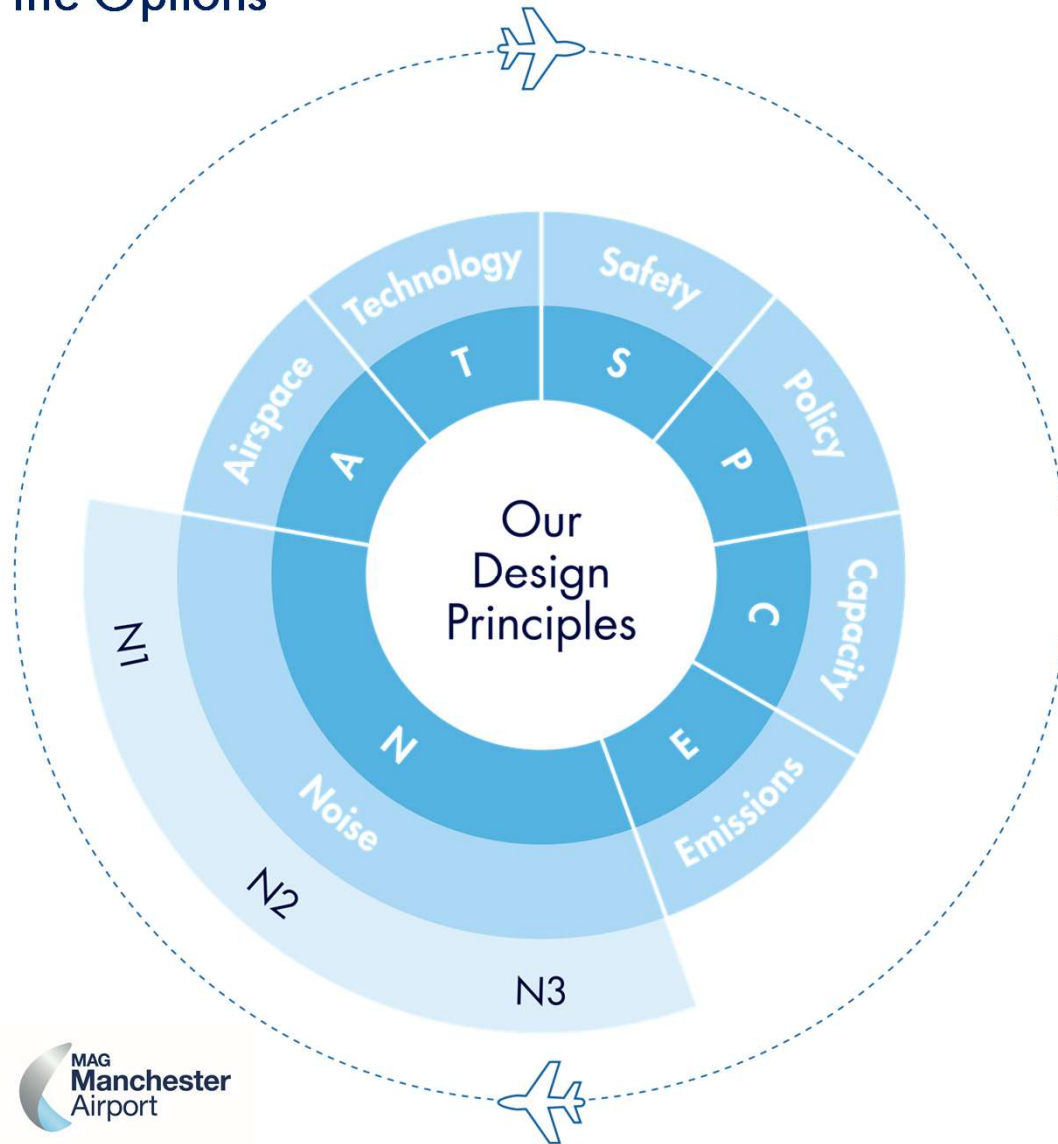 the Options
Technology
Safety
Airspace
Policy
T
S
A
P
Our
Design
Principles
C
Capacity
N1
N
E
Noise
Emissions
N2
N3
MAG
Manchester
Airport